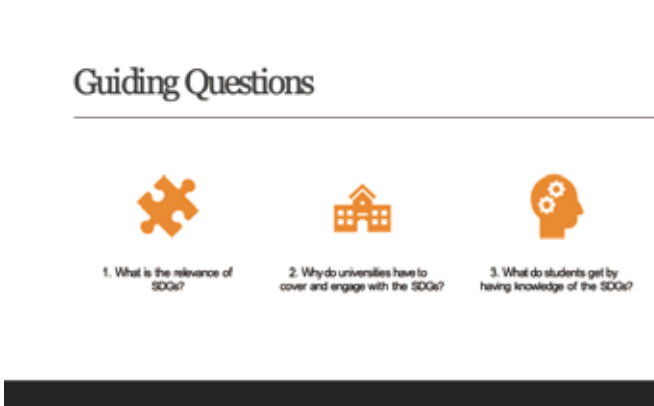 Guiding Questions
1. What is the relevance of
SDGs?
2. Why do universities have to
cover and engage with the SDGs?
3. What do students get by
having knowledge of the SDGs?